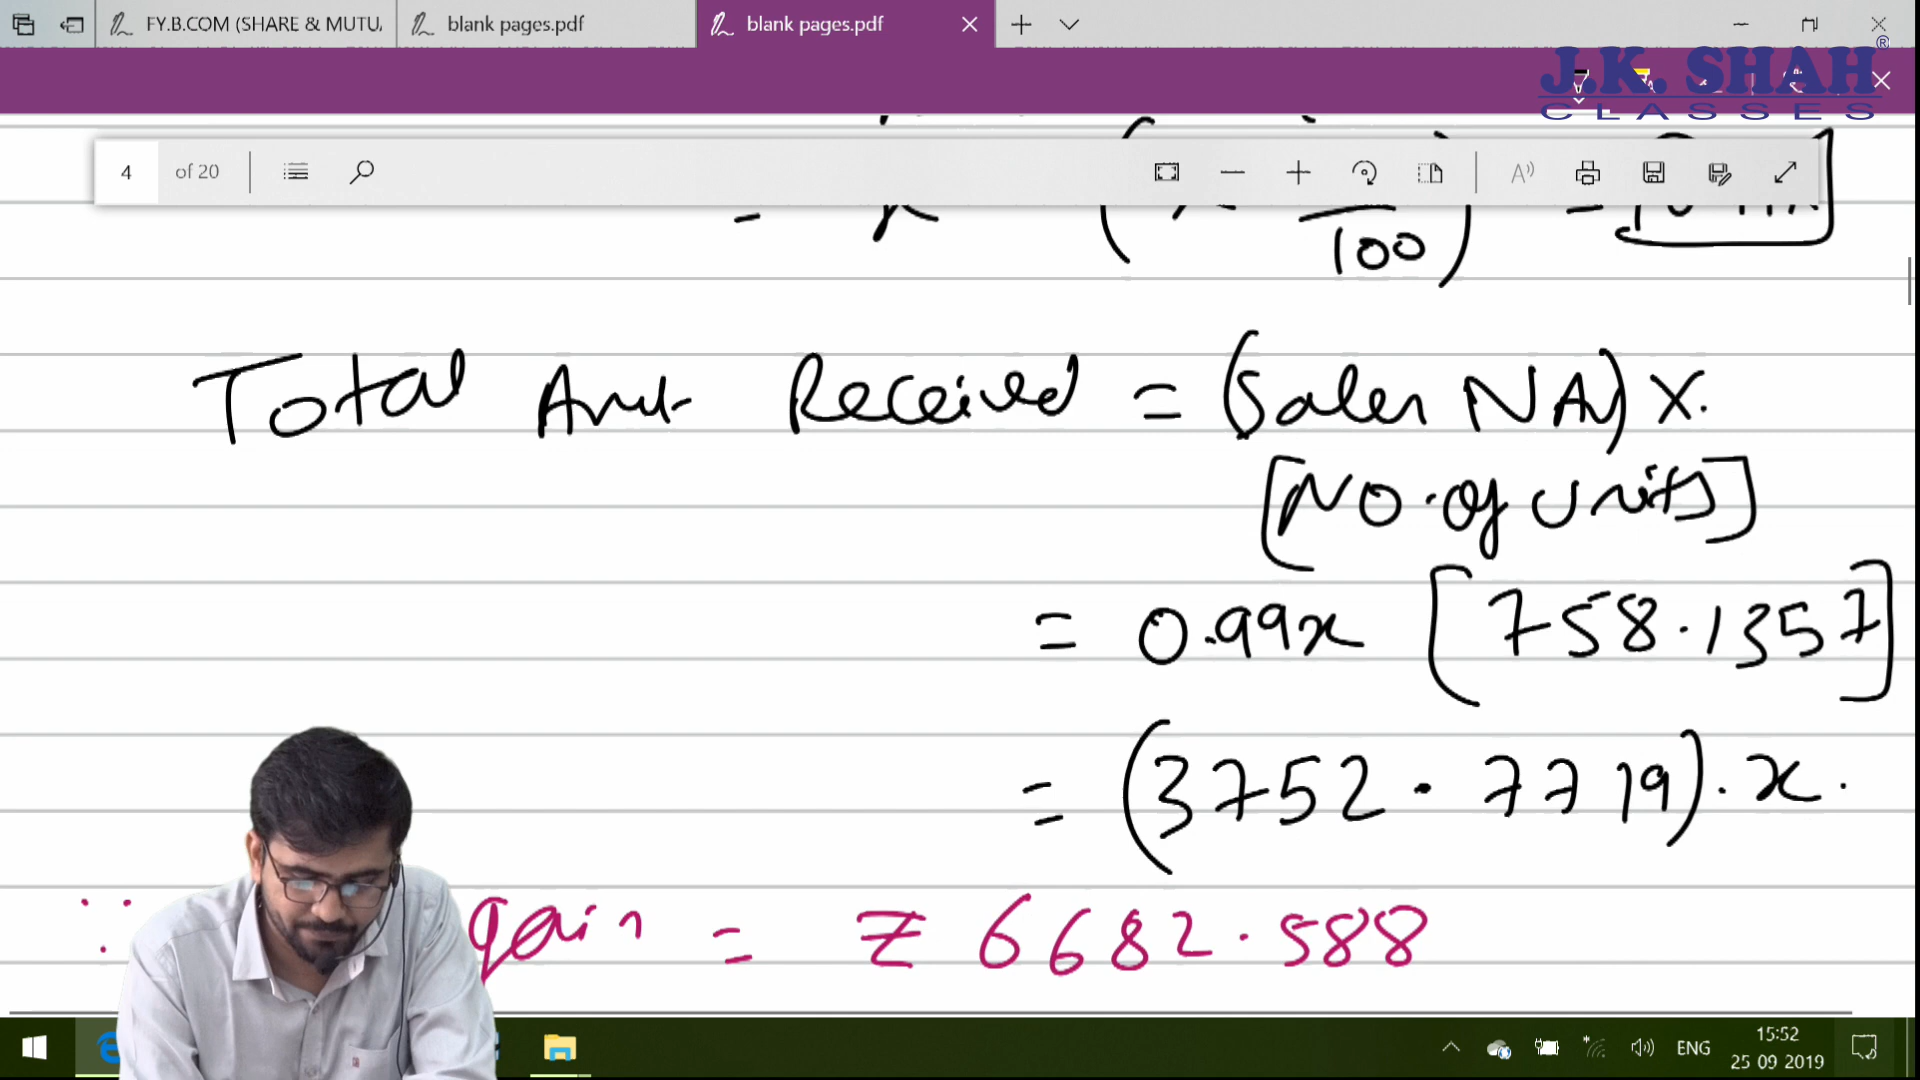 FY.B.COM (SHARE & MUTU
blank pages.pdf
blank pages.pdf
J.K. SHAH®
CLASSES
4 of 20
100
Total Amt Received = (Sales NAV) X.
[No. of units]
= 0.99x [758.1357]
= (3752.7719).x.
gain = ₹ 6682.588
ENG
15:52
25 09 2019